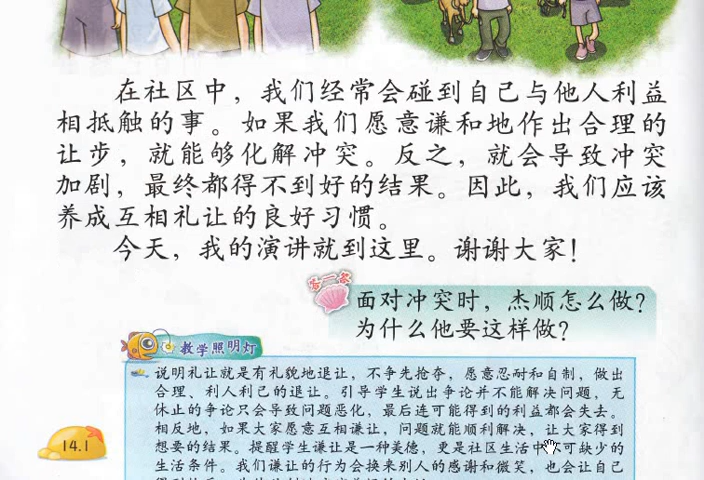 在社区中，我们经常会碰到自己与他人利益
相抵触的事。如果我们愿意谦和地作出合理的
让步，就能够化解冲突。反之，就会导致冲突
加剧，最终都得不到好的结果。因此，我们应该
养成互相礼让的良好习惯。
今天，我的演讲就到这里。谢谢大家！
答一答
面对冲突时，杰顺怎么做？
为什么他要这样做？
教学照明灯
说明礼让就是有礼貌地退让，不争先抢夺，愿意忍耐和自制，做出
合理、利人利己的退让。引导学生说出争论并不能解决问题，无
休止的争论只会导致问题恶化，最后连可能得到的利益都会失去。
相反地，如果大家愿意互相谦让，问题就能顺利解决，让大家得到
想要的结果。提醒学生谦让是一种美德，更是社区生活中不可缺少的
生活条件。我们谦让的行为会换来别人的感谢和微笑，也会让自己
14.1